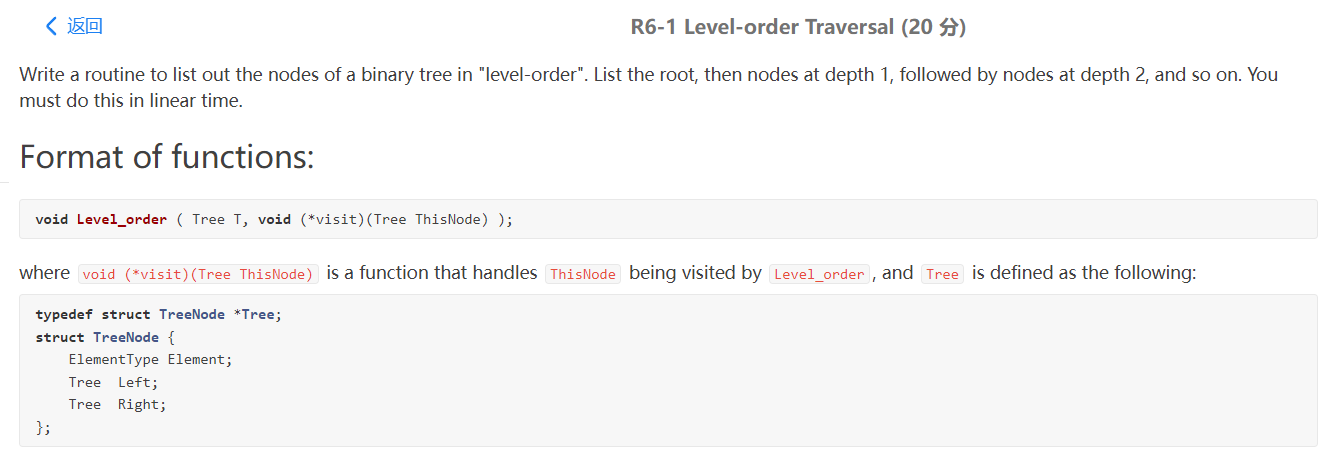 返回
R6-1 Level-order Traversal (20 分)
Write a routine to list out the nodes of a binary tree in "level-order". List the root, then nodes at depth 1, followed by nodes at depth 2, and so on. You
must do this in linear time.
Format of functions:
void Level_order ( Tree T, void (*visit)(Tree ThisNode) );
where void (*visit)(Tree ThisNode) is a function that handles ThisNode being visited by Level_order, and Tree is defined as the following:
typedef struct TreeNode *Tree;
struct TreeNode {
    ElementType Element;
    Tree  Left;
    Tree  Right;
};